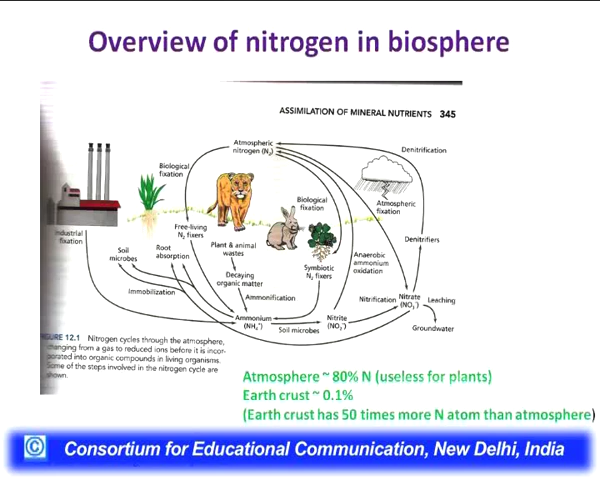 Overview of nitrogen in biosphere
ASSIMILATION OF MINERAL NUTRIENTS 345
Atmospheric
nitrogen (N₂)
Denitrification
Biological
fixation
Biological
fixation
Atmospheric
fixation
Industrial
fixation
Free-living
N₂ fixers
Denitrifiers
Soil
microbes
Root
absorption
Plant & animal
wastes
Anaerobic
ammonium
oxidation
Symbiotic
N₂ fixers
Decaying
organic matter
Immobilization
Ammonification
Nitrification
Nitrate
(NO₃⁻)
Leaching
Ammonium
(NH₄⁺)
Soil microbes
Nitrite
(NO₂⁻)
Groundwater
GURE 12.1 Nitrogen cycles through the atmosphere,
hanging from a gas to reduced ions before it is incor-
porated into organic compounds in living organisms.
Some of the steps involved in the nitrogen cycle are
shown.
Atmosphere ~ 80% N (useless for plants)
Earth crust ~ 0.1%
(Earth crust has 50 times more N atom than atmosphere)
© Consortium for Educational Communication, New Delhi, India